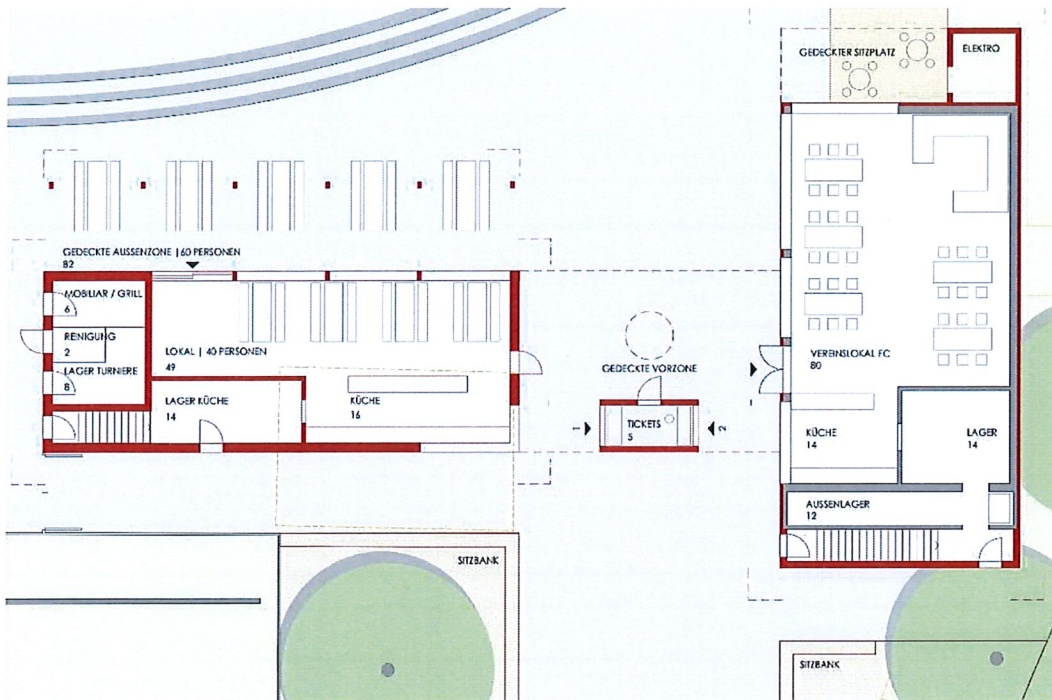 GEDECKTER SITZPLATZ
ELEKTRO
GEDECKTE AUSSENZONE | 60 PERSONEN
82
MOBILIAR / GRILL
6
REINIGUNG
2
LAGER TURNIERE
8
LOKAL | 40 PERSONEN
49
LAGER KÜCHE
14
KÜCHE
16
GEDECKTE VORZONE
TICKETS
5
1
2
VEREINSLOKAL FC
80
KÜCHE
14
LAGER
14
AUSSENLAGER
12
SITZBANK
SITZBANK